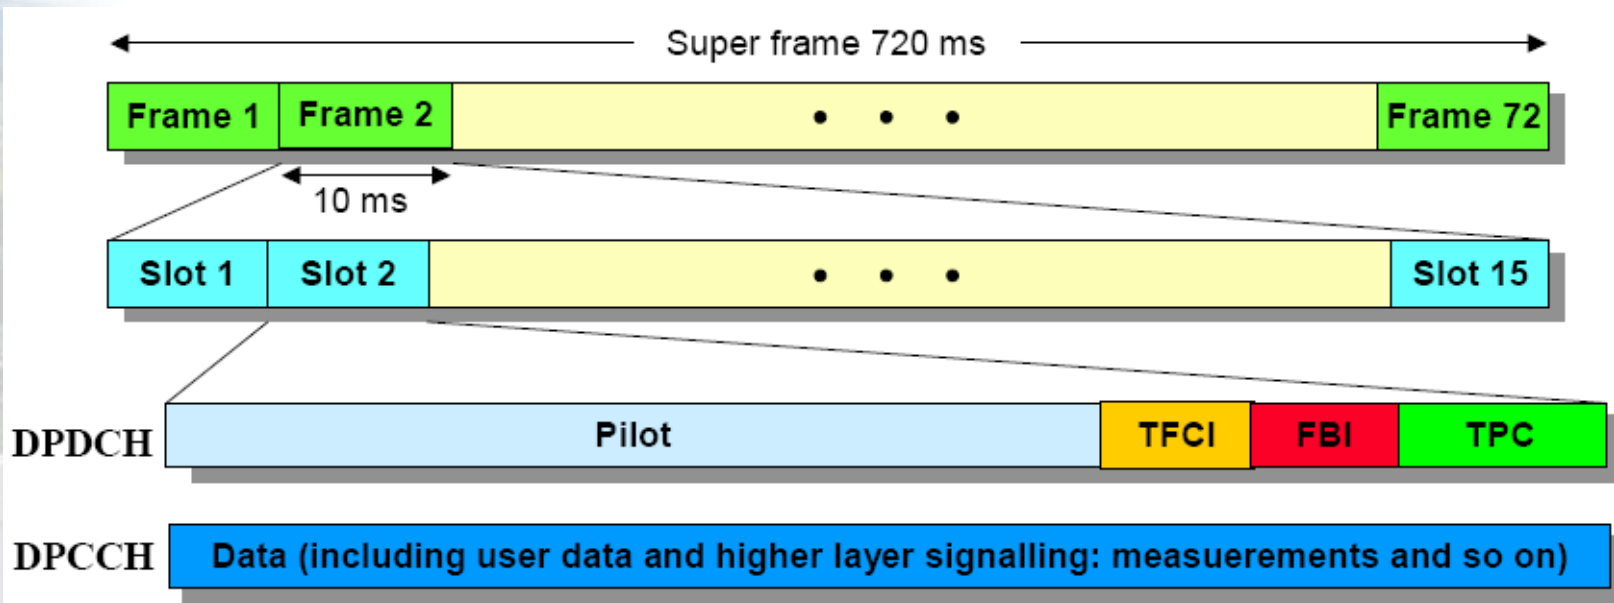 Super frame 720 ms
Frame 1 Frame 2 • • • Frame 72
10 ms
Slot 1 Slot 2 • • • Slot 15
DPDCH Pilot TFCI FBI TPC
DPCCH Data (including user data and higher layer signalling: measuerements and so on)